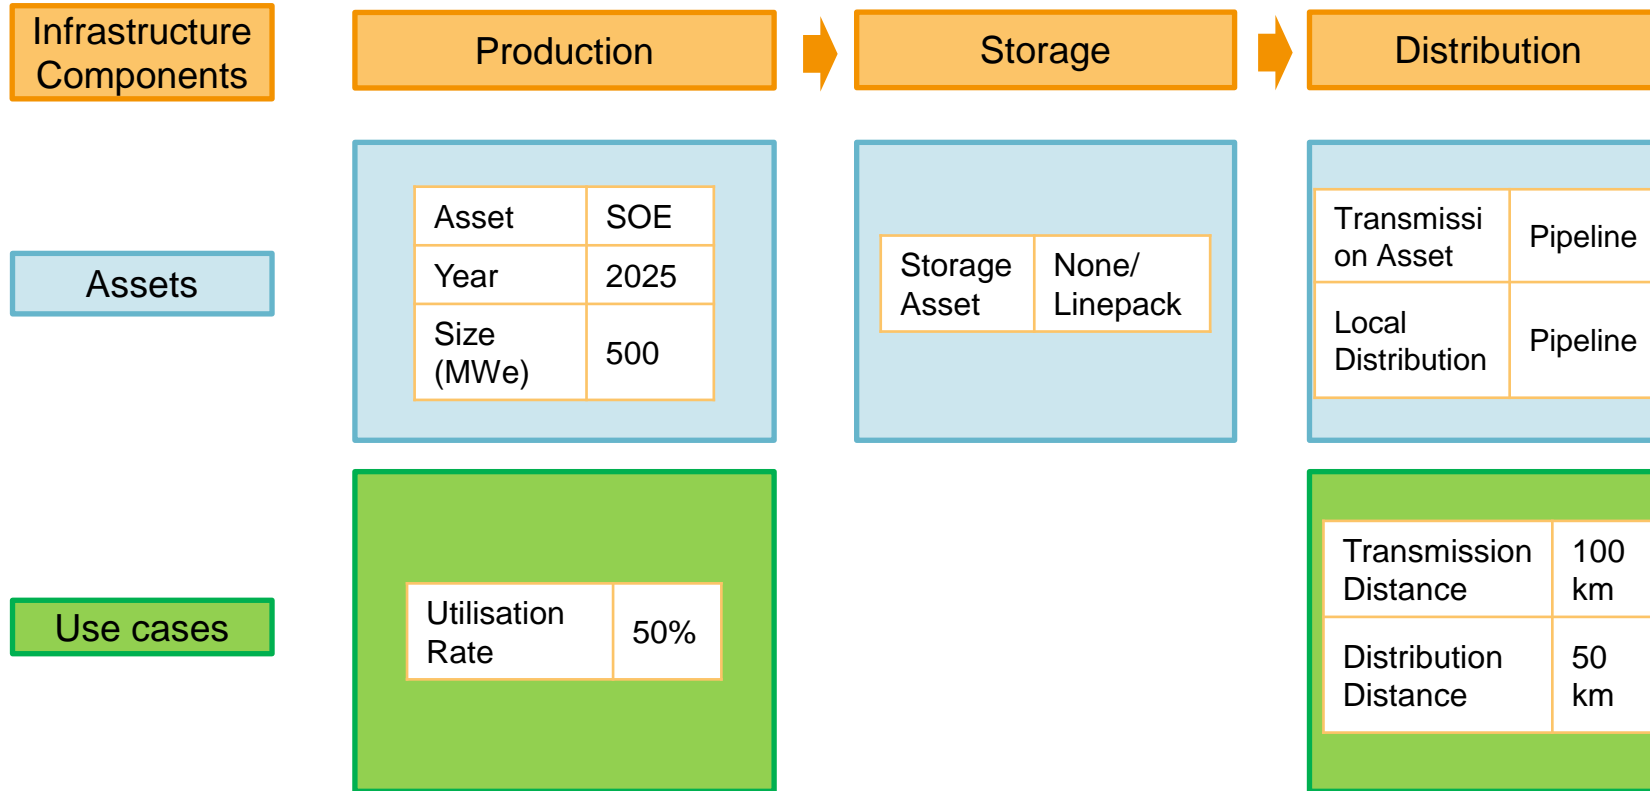 Infrastructure
Components
Production
Storage
Distribution
Assets
Asset
SOE
Year
2025
Size
(MWe)
500
Storage
Asset
None/
Linepack
Transmissi
on Asset
Pipeline
Local
Distribution
Pipeline
Use cases
Utilisation
Rate
50%
Transmission
Distance
100
km
Distribution
Distance
50
km